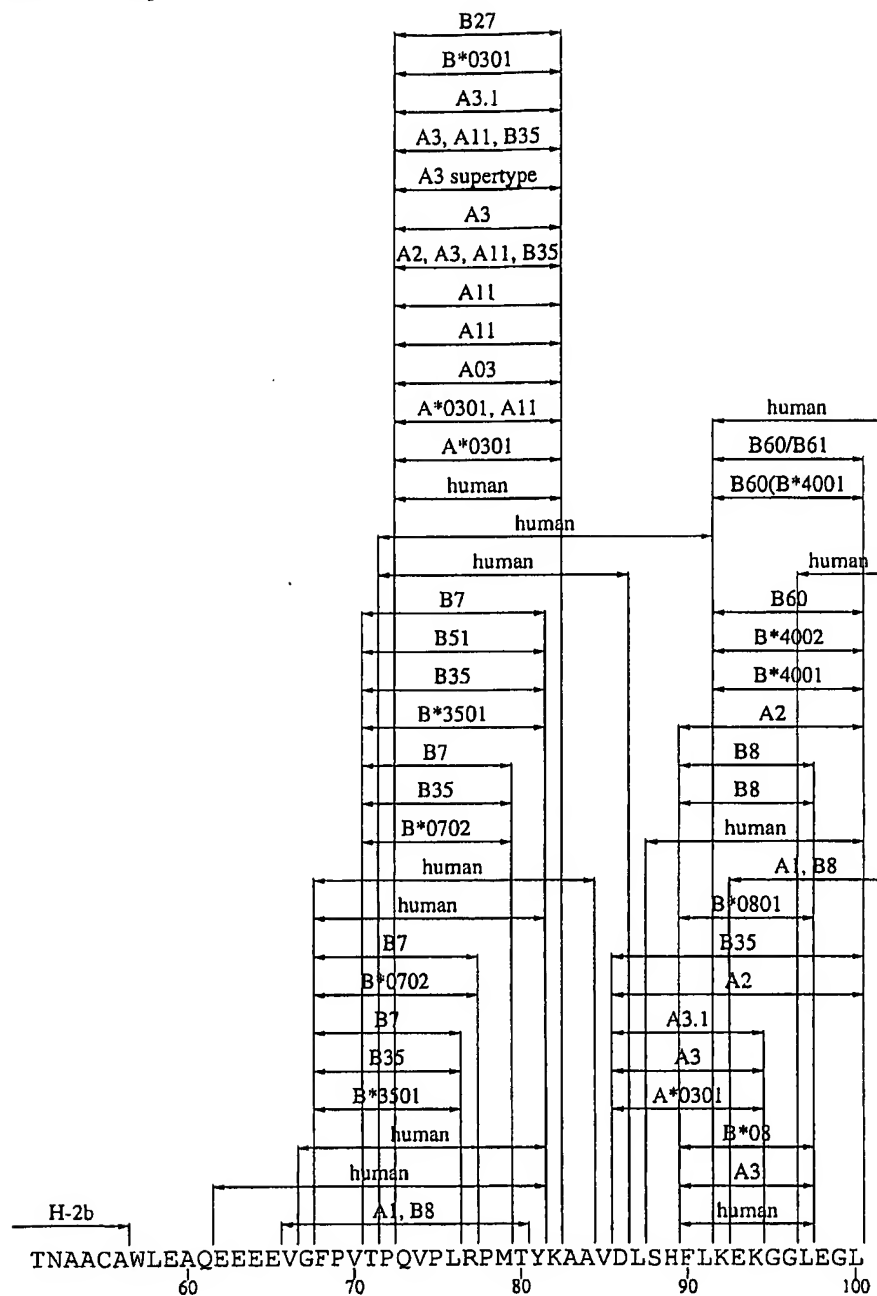 B27
B*0301
A3.1
A3, A11, B35
A3 supertype
A3
A2, A3, A11, B35
A11
A11
A03
A*0301, A11 human
A*0301 B60/B61
human B60(B*4001
human
human human
B7 B60
B51 B*4002
B35 B*4001
B*3501 A2
B7 B8
B35 B8
B*0702 human
human A1, B8
human B*0801
B7 B35
B*0702 A2
B7 A3.1
B35 A3
B*3501 A*0301
human B*08
human A3
H-2b A1, B8 human
TNAACAWLEAQEEEEVGFPVTPQVPLRPMTYKAAVDLSHFLKEKGGLEGL
60 70 80 90 100